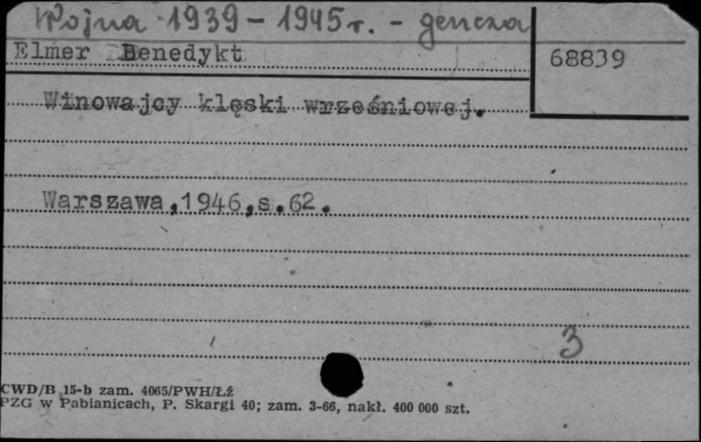 Wojna 1939-1945r. - geneza
Elmer Benedykt
68839
Winowajcy klęski wrześniowej.
Warszawa,1946,s.62.
3
CWD/B 15-b zam. 4065/PWH/Łź
PZG w Pabianicach, P. Skargi 40; zam. 3-66, nakł. 400 000 szt.